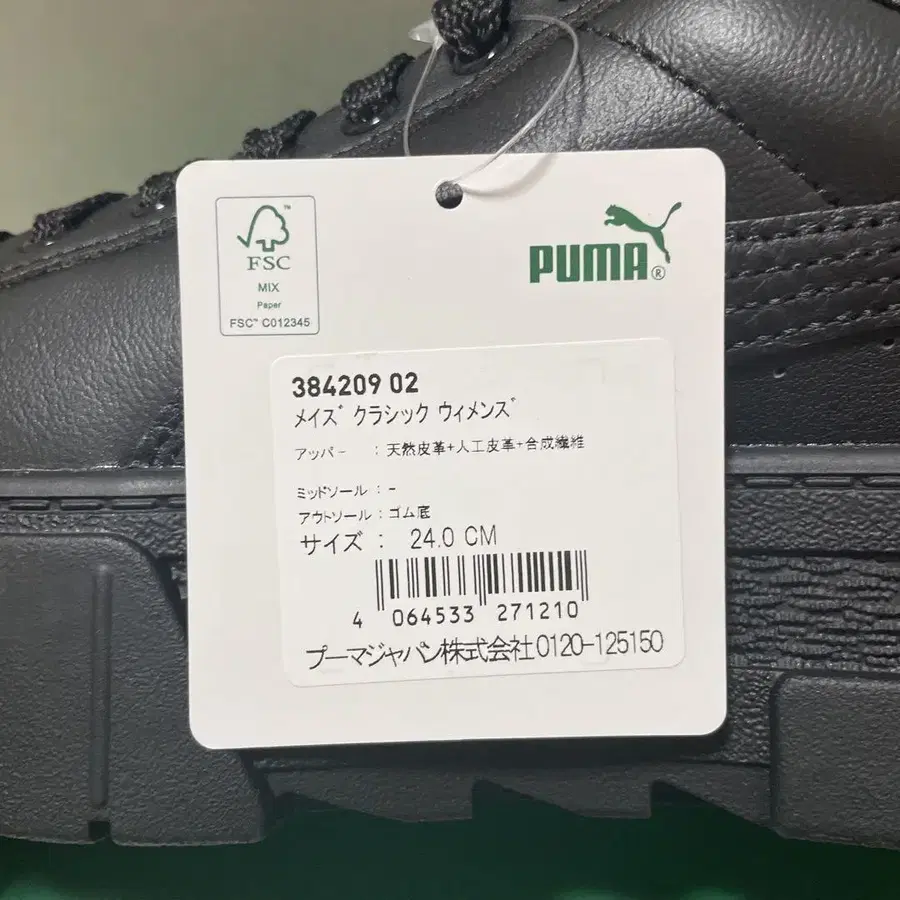 FSC
MIX
Paper
FSC™ C012345
PUMA®
384209 02
メイズ クラシック ウィメンズ
アッパー : 天然皮革+人工皮革+合成繊維
ミッドソール : -
アウトソール : ゴム底
サイズ : 24.0 CM
4 064533 271210
プーマジャパン株式会社0120-125150